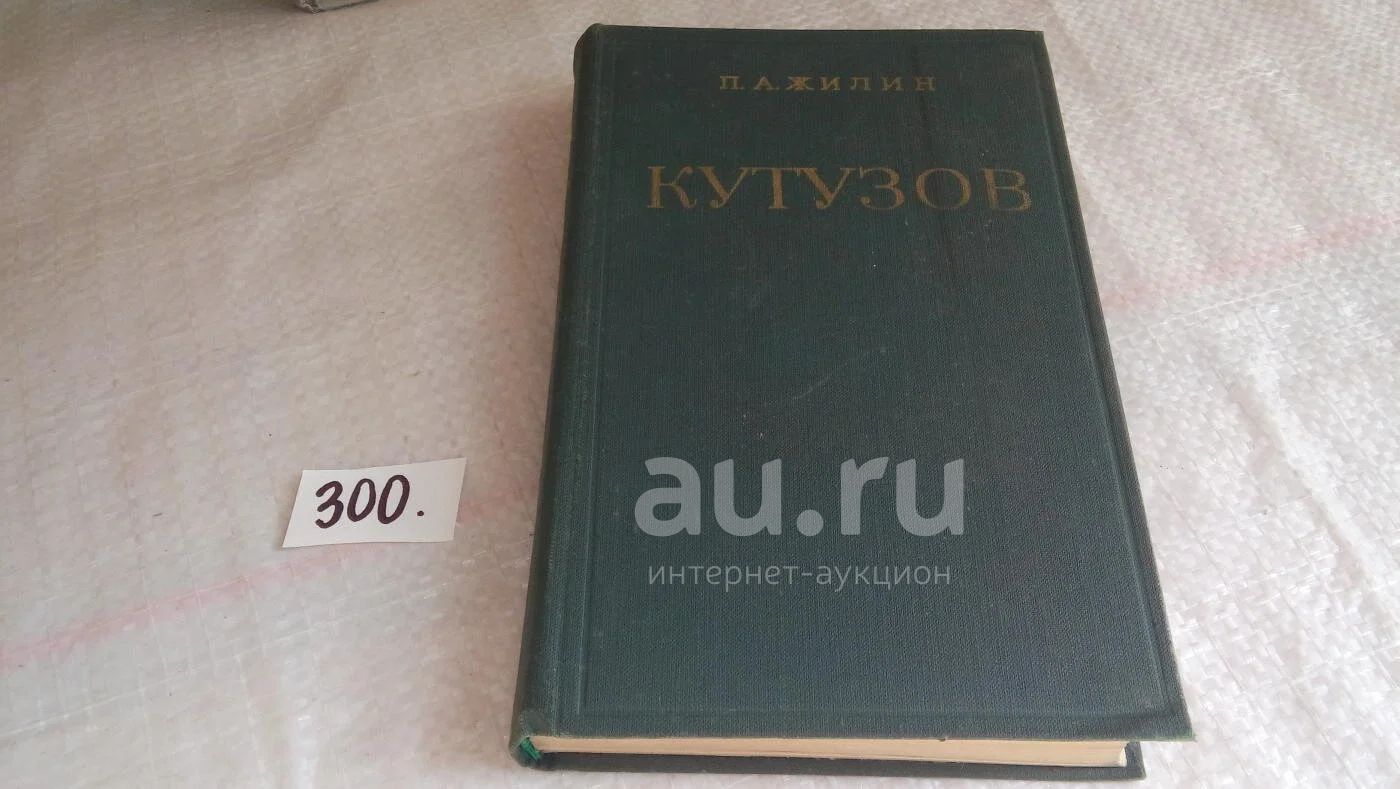 П. А. ЖИЛИН
КУТУЗОВ
300.
au.ru
интернет-аукцион